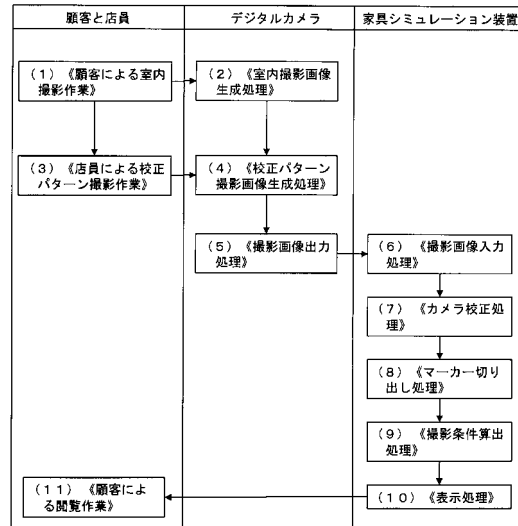 顧客と店員
デジタルカメラ
家具シミュレーション装置
（１）《顧客による室内
撮影作業》
（２）《室内撮影画像
生成処理》
（３）《店員による校正
パターン撮影作業》
（４）《校正パターン
撮影画像生成処理》
（５）《撮影画像出力
処理》
（６）《撮影画像入力
処理》
（７）《カメラ校正処
理》
（８）《マーカー切り
出し処理》
（９）《撮影条件算出
処理》
（１０）《表示処理》
（１１）《顧客によ
る閲覧作業》